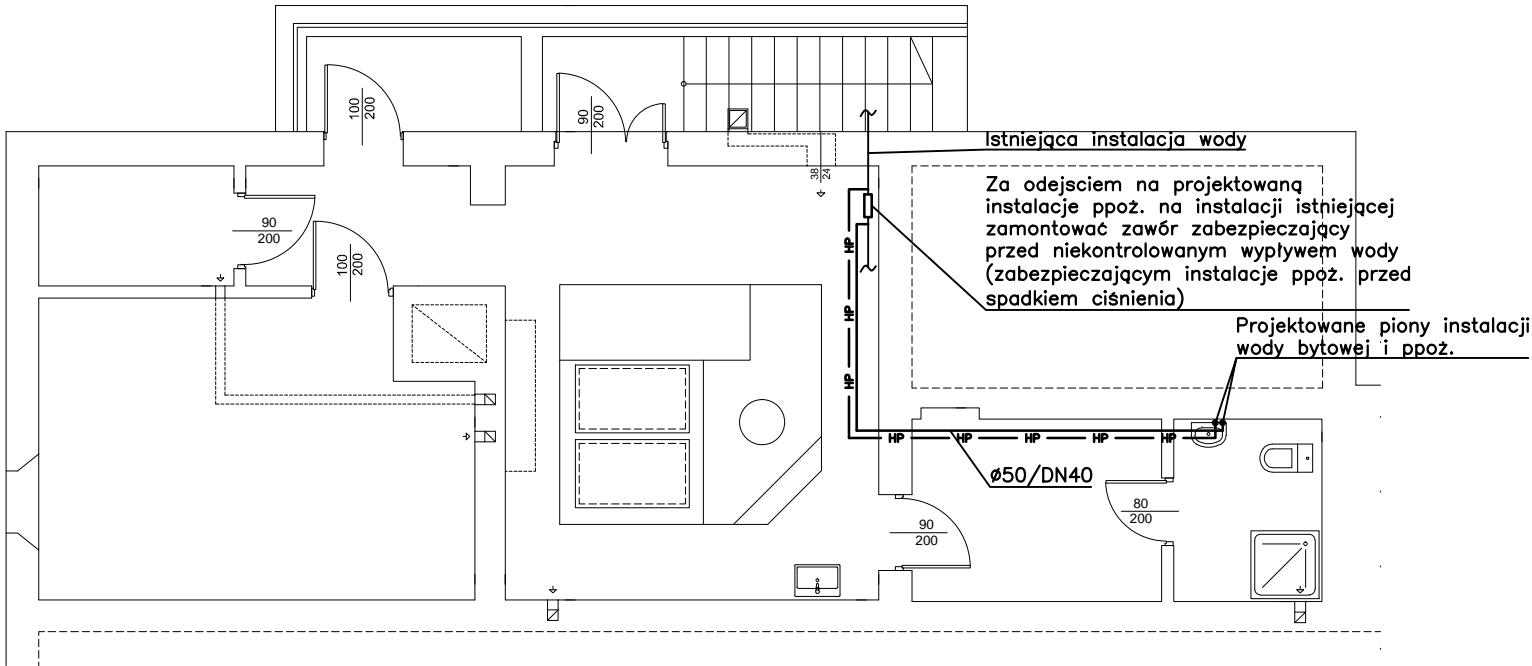 100
200
90
200
Istniejąca instalacja wody
38
24
Za odejsciem na projektowaną
instalacje ppoż. na instalacji istniejącej
zamontować zawór zabezpieczający
przed niekontrolowanym wypływem wody
(zabezpieczającym instalacje ppoż. przed
spadkiem ciśnienia)
90
200
100
200
HP
HP
HP
Projektowane piony instalacji
wody bytowej i ppoż.
HP
HP
HP
HP
HP
ø50/DN40
80
200
90
200